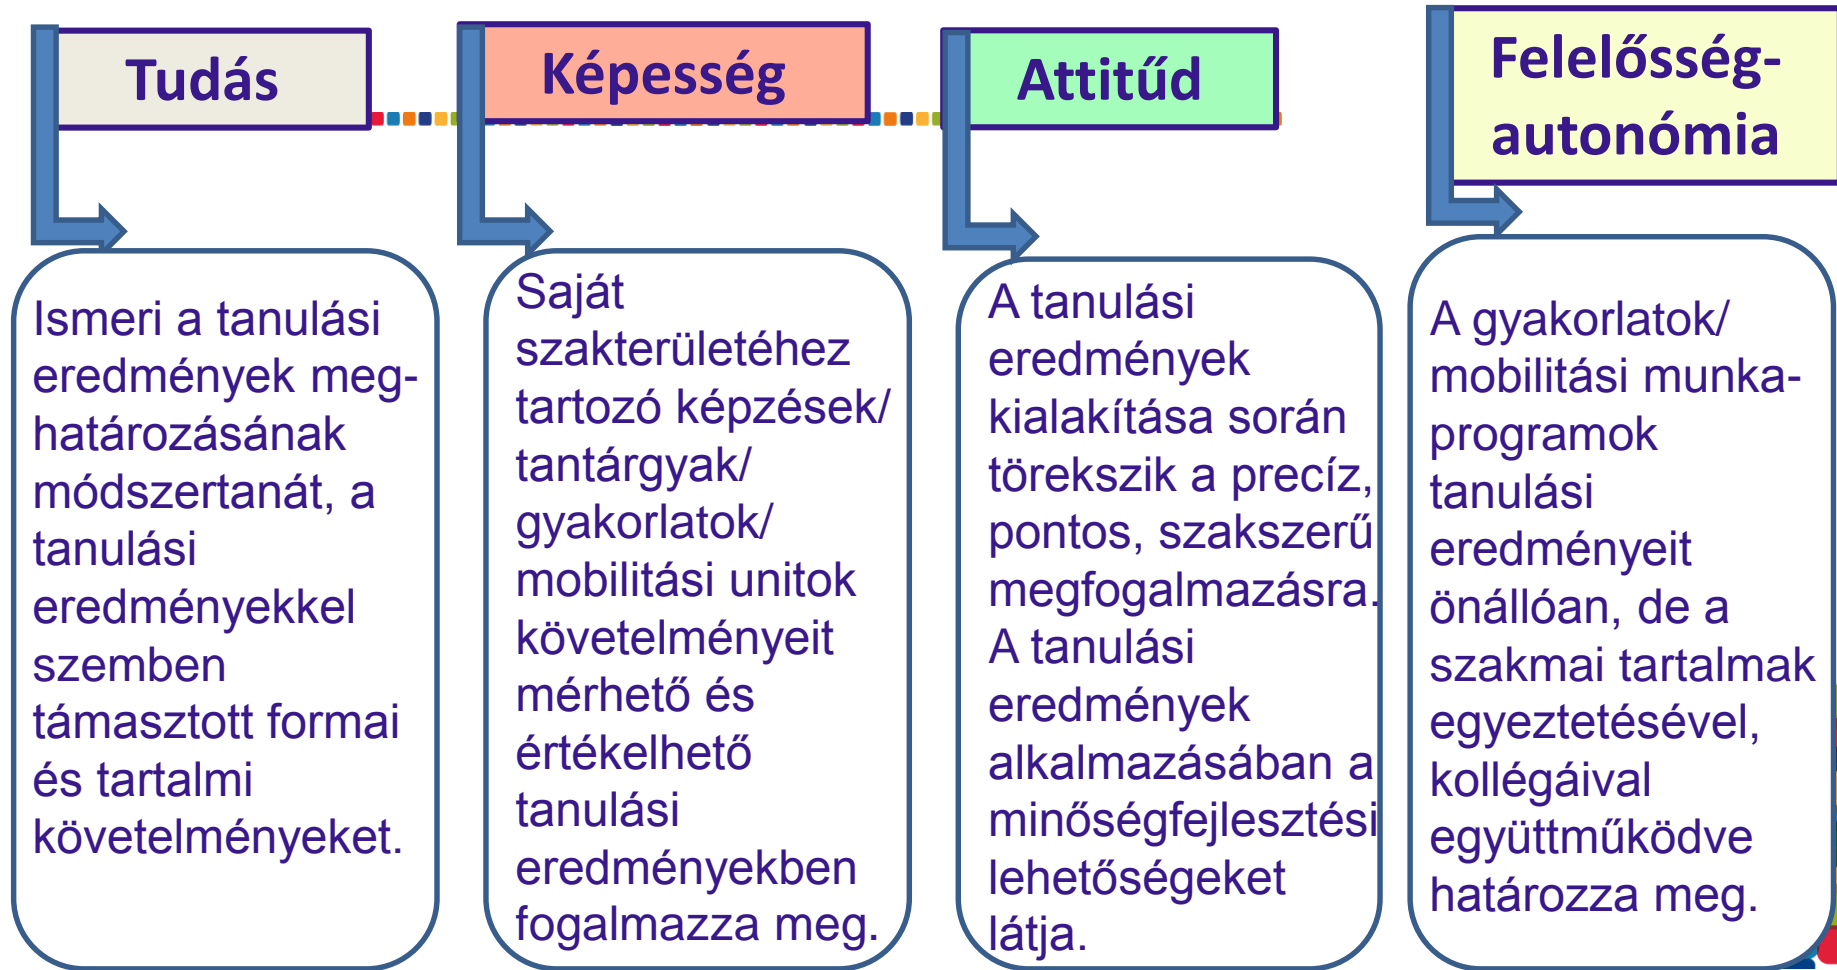 Tudás
Ismeri a tanulási
eredmények meg-
határozásának
módszertanát, a
tanulási
eredményekkel
szemben
támasztott formai
és tartalmi
követelményeket.
Képesség
Saját
szakterületéhez
tartozó képzések/
tantárgyak/
gyakorlatok/
mobilitási unitok
követelményeit
mérhető és
értékelhető
tanulási
eredményekben
fogalmazza meg.
Attitűd
A tanulási
eredmények
kialakítása során
törekszik a precíz,
pontos, szakszerű
megfogalmazásra.
A tanulási
eredmények
alkalmazásában a
minőségfejlesztési
lehetőségeket
látja.
Felelősség-
autonómia
A gyakorlatok/
mobilitási munka-
programok
tanulási
eredményeit
önállóan, de a
szakmai tartalmak
egyeztetésével,
kollégáival
együttműködve
határozza meg.